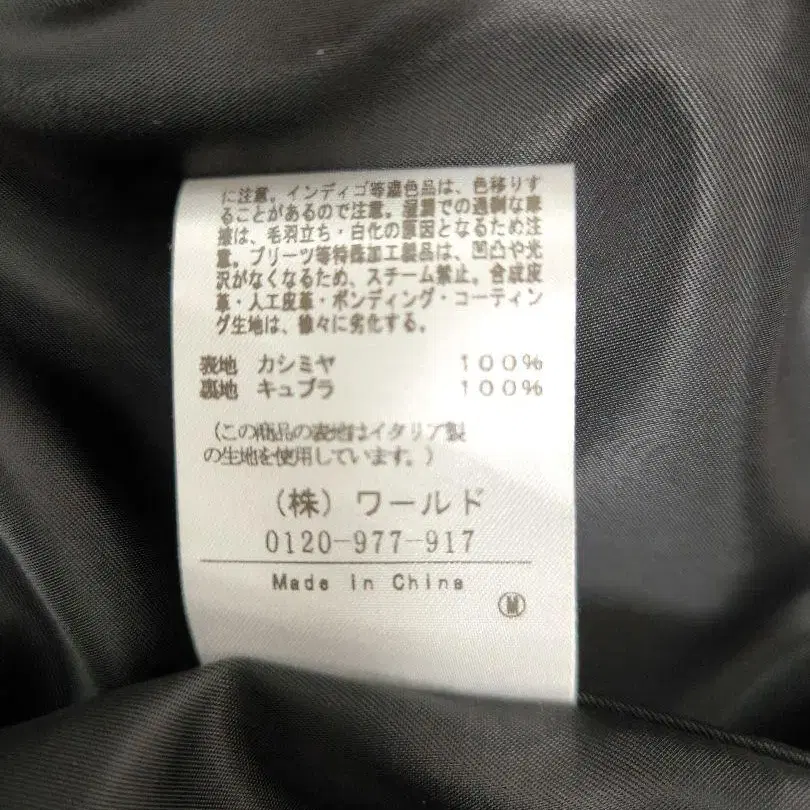 に注意。インディゴ等濃色品は、色移りす
ることがあるので注意。湿潤での過剰な摩
擦は、毛羽立ち・白化の原因となるため注
意。プリーツ等特殊加工製品は、凹凸や光
沢がなくなるため、スチーム禁止。合成皮
革・人工皮革・ボンディング・コーティン
グ生地は、徐々に劣化する。
表地 カシミヤ 100%
裏地 キュプラ 100%
(この商品の表地はイタリア製
の生地を使用しています。)
(株)ワールド
0120-977-917
Made in China
Ⓜ